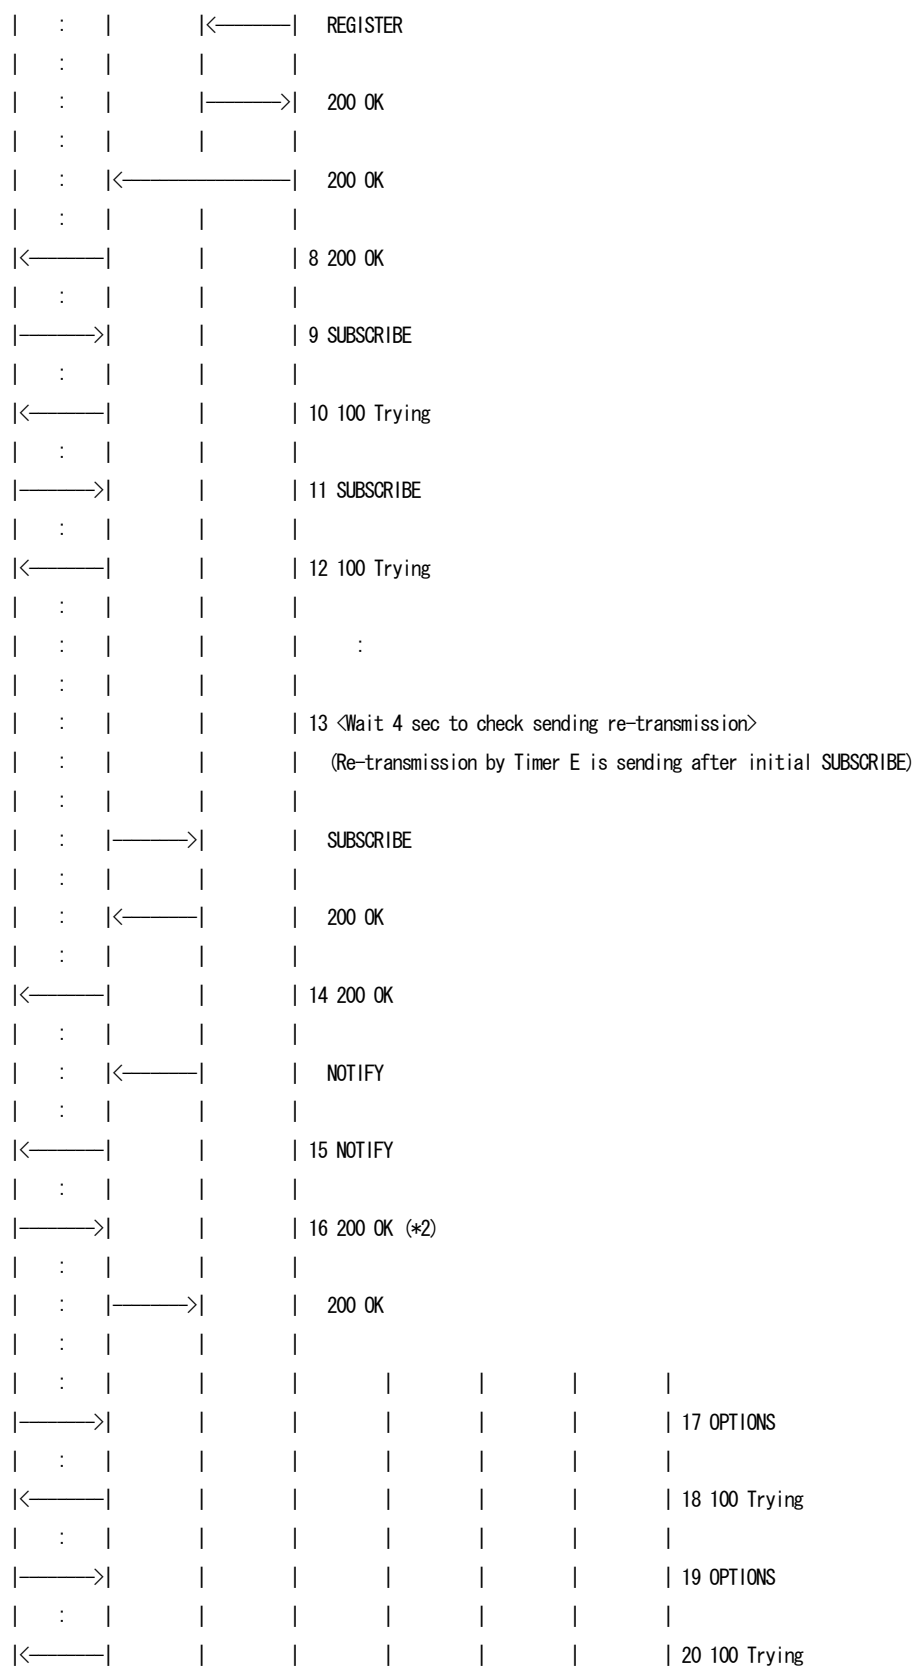 | : | |<-------| REGISTER
| : | | |
| : | |------->| 200 OK
| : | | |
| : |<----------------| 200 OK
| : | | |
|<-------| | | 8 200 OK
| : | | |
|------->| | | 9 SUBSCRIBE
| : | | |
|<-------| | | 10 100 Trying
| : | | |
|------->| | | 11 SUBSCRIBE
| : | | |
|<-------| | | 12 100 Trying
| : | | |
| : | | | :
| : | | |
| : | | | 13 <Wait 4 sec to check sending re-transmission>
| : | | | (Re-transmission by Timer E is sending after initial SUBSCRIBE)
| : | | |
| : |------->| | SUBSCRIBE
| : | | |
| : |<-------| | 200 OK
| : | | |
|<-------| | | 14 200 OK
| : | | |
| : |<-------| | NOTIFY
| : | | |
|<-------| | | 15 NOTIFY
| : | | |
|------->| | | 16 200 OK (*2)
| : | | |
| : |------->| | 200 OK
| : | | |
| : | | | | | | |
|------->| | | | | | | 17 OPTIONS
| : | | | | | | |
|<-------| | | | | | | 18 100 Trying
| : | | | | | | |
|------->| | | | | | | 19 OPTIONS
| : | | | | | | |
|<-------| | | | | | | 20 100 Trying